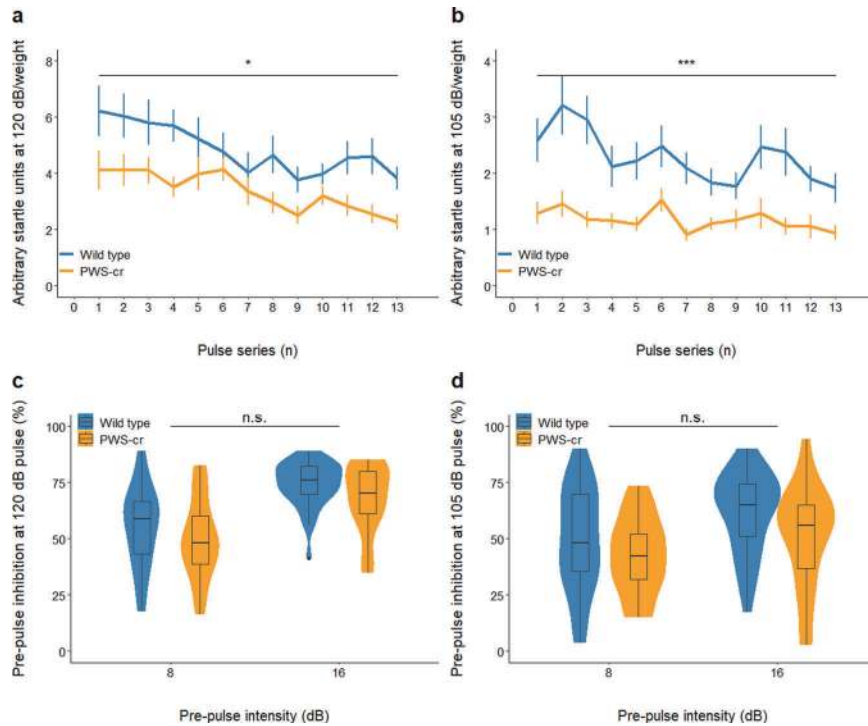 a
Arbitrary startle units at 120 dB/weight
8
6
4
2
0
*
Wild type
PWS-cr
0 1 2 3 4 5 6 7 8 9 10 11 12 13
Pulse series (n)
b
Arbitrary startle units at 105 dB/weight
4
3
2
1
0
***
Wild type
PWS-cr
0 1 2 3 4 5 6 7 8 9 10 11 12 13
Pulse series (n)
c
Pre-pulse inhibition at 120 dB pulse (%)
100
75
50
25
0
Wild type
PWS-cr
n.s.
8 16
Pre-pulse intensity (dB)
d
Pre-pulse inhibition at 105 dB pulse (%)
100
75
50
25
0
Wild type
PWS-cr
n.s.
8 16
Pre-pulse intensity (dB)